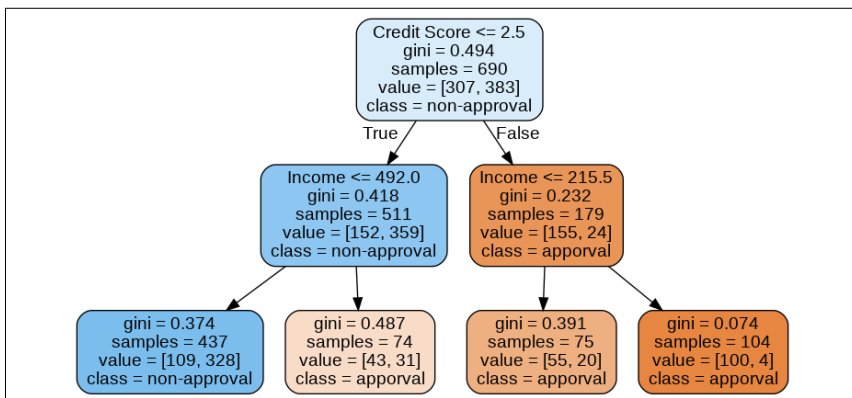 Credit Score <= 2.5
gini = 0.494
samples = 690
value = [307, 383]
class = non-approval
True
False
Income <= 492.0
gini = 0.418
samples = 511
value = [152, 359]
class = non-approval
Income <= 215.5
gini = 0.232
samples = 179
value = [155, 24]
class = apporval
gini = 0.374
samples = 437
value = [109, 328]
class = non-approval
gini = 0.487
samples = 74
value = [43, 31]
class = apporval
gini = 0.391
samples = 75
value = [55, 20]
class = apporval
gini = 0.074
samples = 104
value = [100, 4]
class = apporval